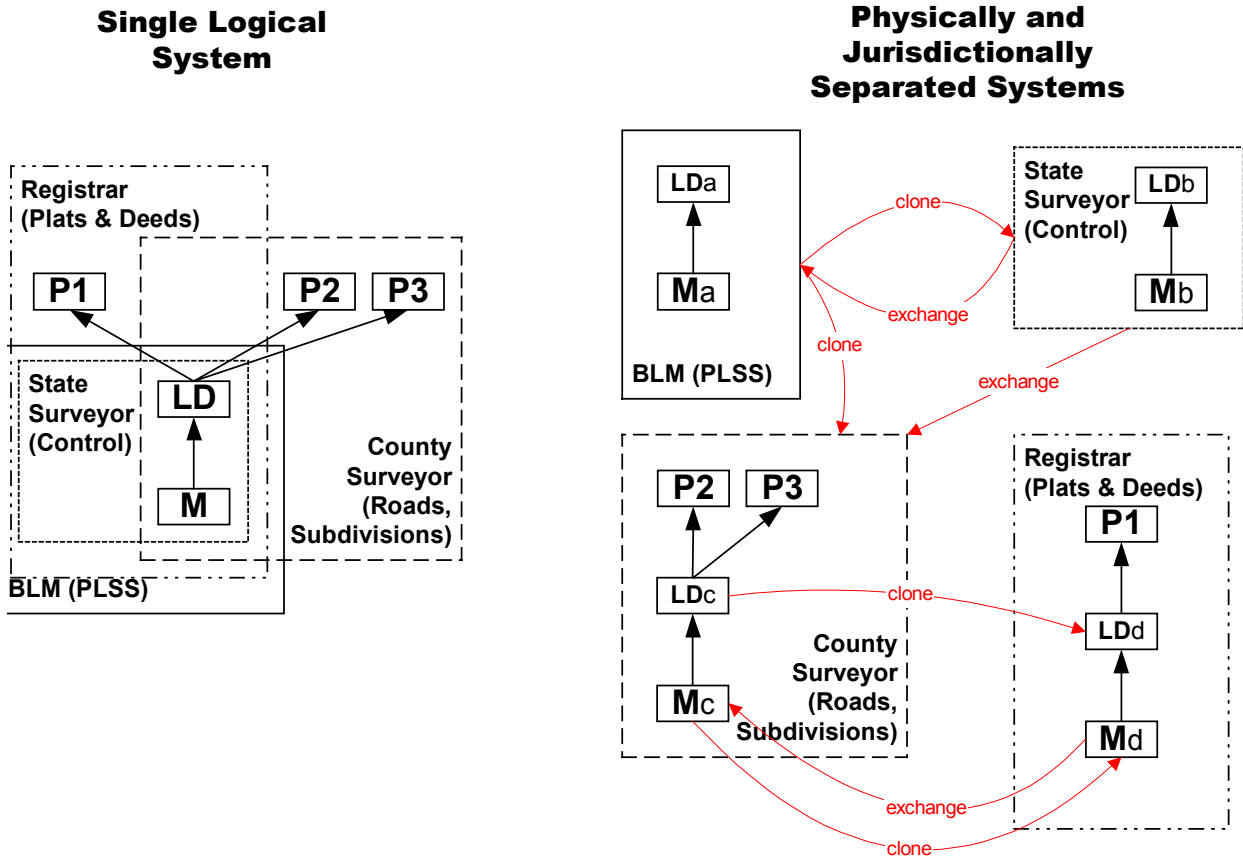 Single Logical
System
Registrar
(Plats & Deeds)
P1
P2
P3
State
Surveyor
(Control)
LD
M
County
Surveyor
(Roads,
Subdivisions)
BLM (PLSS)
Physically and
Jurisdictionally
Separated Systems
LDa
Ma
BLM (PLSS)
clone
exchange
clone
State
Surveyor
(Control)
LDb
Mb
exchange
P2
P3
LDc
Mc
County
Surveyor
(Roads,
Subdivisions)
clone
Registrar
(Plats & Deeds)
P1
LDd
Md
exchange
clone